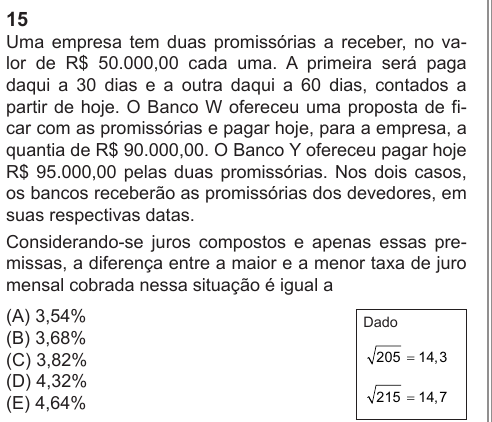 15
Uma empresa tem duas promissórias a receber, no va-
lor de R$ 50.000,00 cada uma. A primeira será paga
daqui a 30 dias e a outra daqui a 60 dias, contados a
partir de hoje. O Banco W ofereceu uma proposta de fi-
car com as promissórias e pagar hoje, para a empresa, a
quantia de R$ 90.000,00. O Banco Y ofereceu pagar hoje
R$ 95.000,00 pelas duas promissórias. Nos dois casos,
os bancos receberão as promissórias dos devedores, em
suas respectivas datas.
Considerando-se juros compostos e apenas essas pre-
missas, a diferença entre a maior e a menor taxa de juro
mensal cobrada nessa situação é igual a
(A) 3,54%
(B) 3,68%
(C) 3,82%
(D) 4,32%
(E) 4,64%
Dado
√205 = 14,3
√215 = 14,7